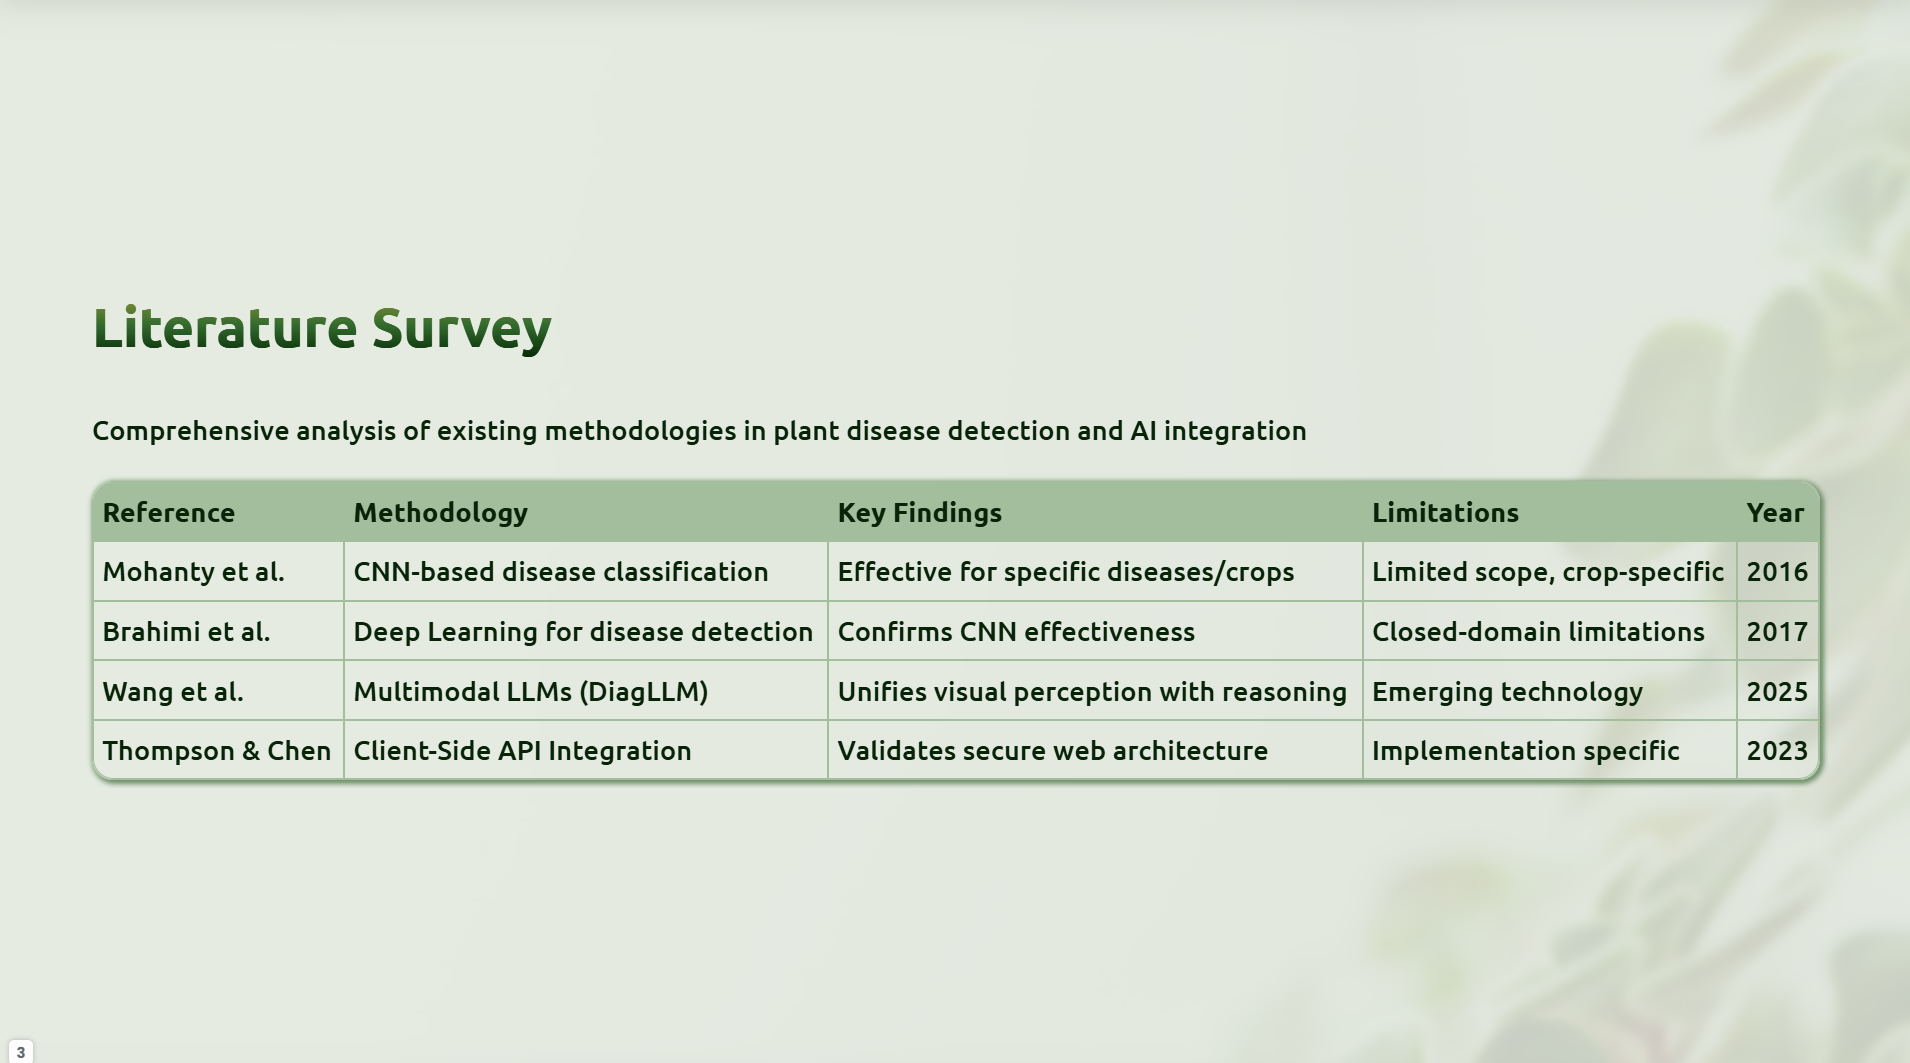 Literature Survey
Comprehensive analysis of existing methodologies in plant disease detection and AI integration
Reference Methodology Key Findings Limitations Year
Mohanty et al. CNN-based disease classification Effective for specific diseases/crops Limited scope, crop-specific 2016
Brahimi et al. Deep Learning for disease detection Confirms CNN effectiveness Closed-domain limitations 2017
Wang et al. Multimodal LLMs (DiagLLM) Unifies visual perception with reasoning Emerging technology 2025
Thompson & Chen Client-Side API Integration Validates secure web architecture Implementation specific 2023
3